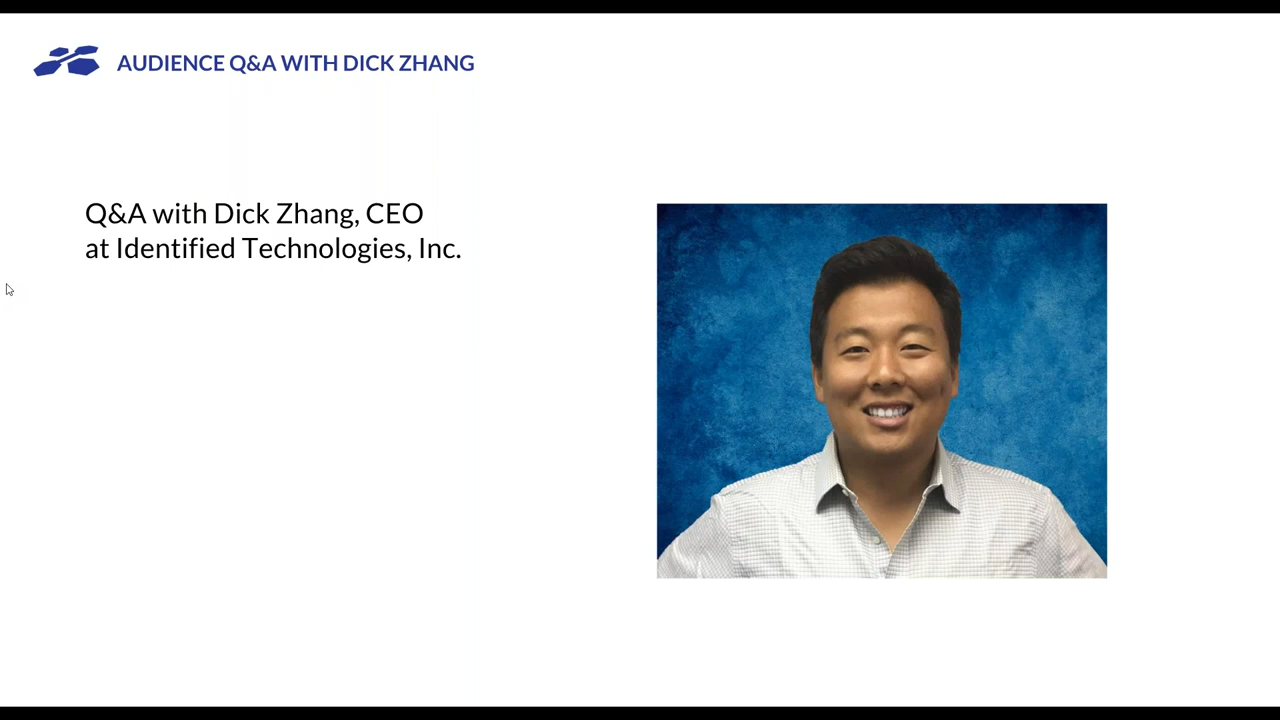 AUDIENCE Q&A WITH DICK ZHANG
Q&A with Dick Zhang, CEO
at Identified Technologies, Inc.